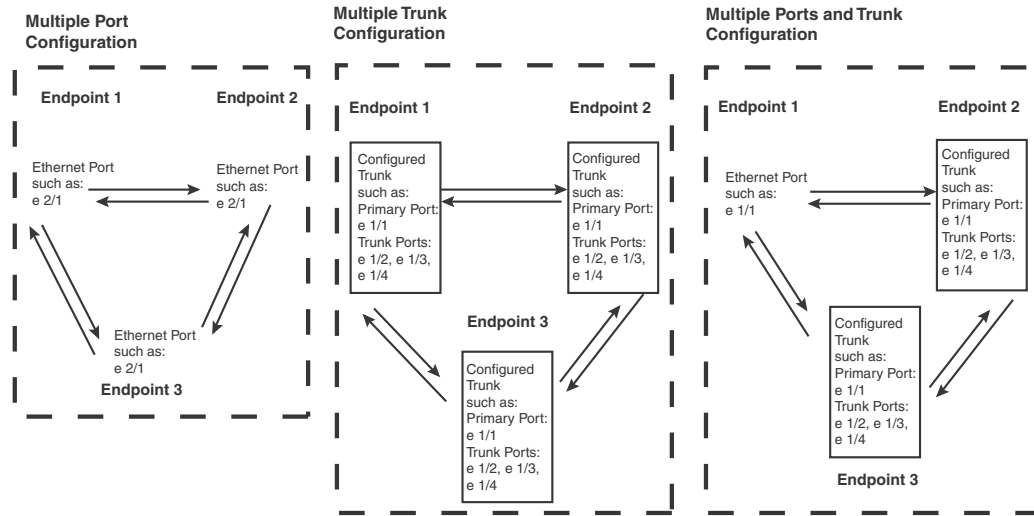 Multiple Port
Configuration
Endpoint 1
Endpoint 2
Ethernet Port
such as:
e 2/1
Ethernet Port
such as:
e 2/1
Ethernet Port
such as:
e 2/1
Endpoint 3
Multiple Trunk
Configuration
Endpoint 1
Endpoint 2
Configured
Trunk
such as:
Primary Port:
e 1/1
Trunk Ports:
e 1/2, e 1/3,
e 1/4
Configured
Trunk
such as:
Primary Port:
e 1/1
Trunk Ports:
e 1/2, e 1/3,
e 1/4
Endpoint 3
Configured
Trunk
such as:
Primary Port:
e 1/1
Trunk Ports:
e 1/2, e 1/3,
e 1/4
Multiple Ports and Trunk
Configuration
Endpoint 1
Endpoint 2
Ethernet Port
such as:
e 1/1
Configured
Trunk
such as:
Primary Port:
e 1/1
Trunk Ports:
e 1/2, e 1/3,
e 1/4
Configured
Trunk
such as:
Primary Port:
e 1/1
Trunk Ports:
e 1/2, e 1/3,
e 1/4
Endpoint 3